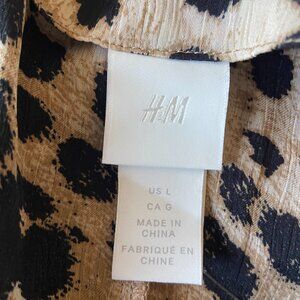 H&M
US L
CA G
MADE IN
CHINA
FABRIQUÉ EN
CHINE